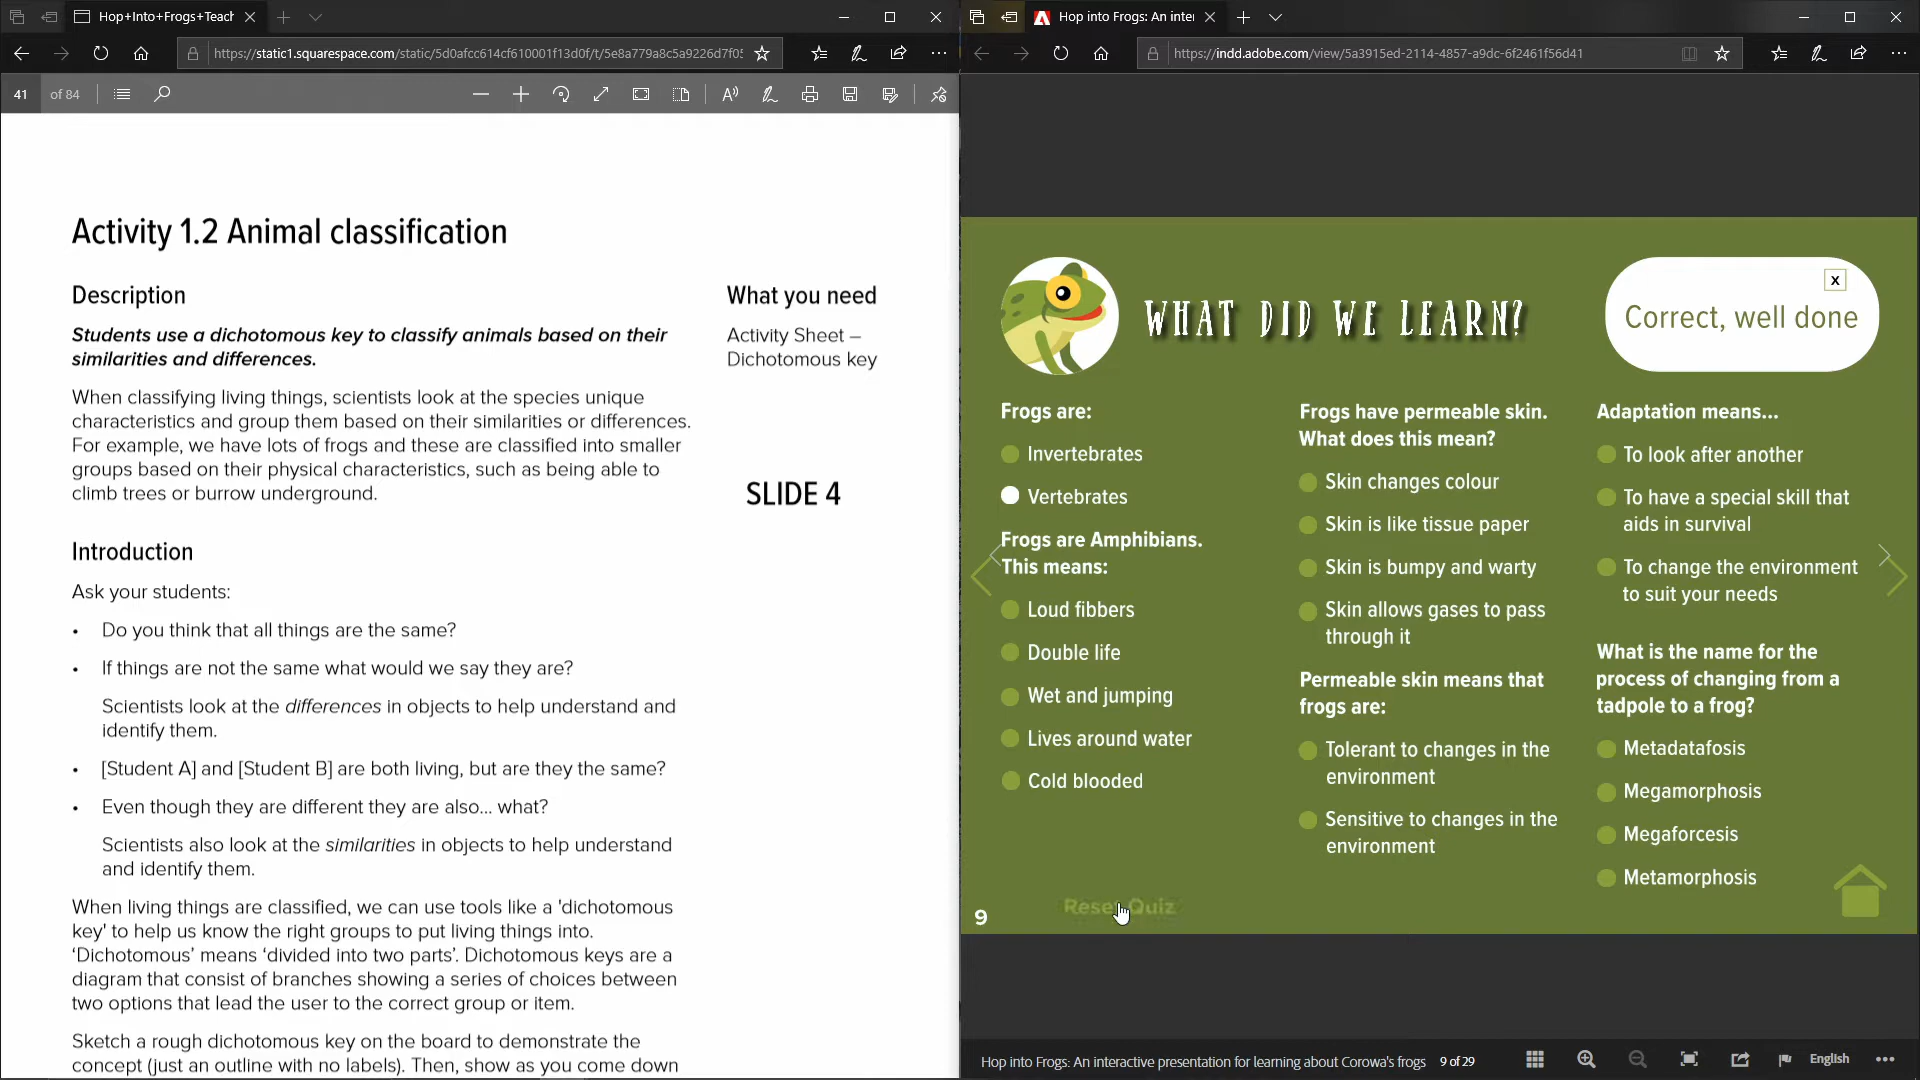 Hop+Into+Frogs+Teach
https://static1.squarespace.com/static/5d0afcc614cf610001f13d0f/t/5e8a779a8c5a9226d7f05
41 of 84
Activity 1.2 Animal classification
Description
Students use a dichotomous key to classify animals based on their
similarities and differences.
When classifying living things, scientists look at the species unique
characteristics and group them based on their similarities or differences.
For example, we have lots of frogs and these are classified into smaller
groups based on their physical characteristics, such as being able to
climb trees or burrow underground.
What you need
Activity Sheet –
Dichotomous key
SLIDE 4
Introduction
Ask your students:
• Do you think that all things are the same?
• If things are not the same what would we say they are?
Scientists look at the differences in objects to help understand and
identify them.
• [Student A] and [Student B] are both living, but are they the same?
• Even though they are different they are also... what?
Scientists also look at the similarities in objects to help understand
and identify them.
When living things are classified, we can use tools like a 'dichotomous
key' to help us know the right groups to put living things into.
‘Dichotomous’ means ‘divided into two parts’. Dichotomous keys are a
diagram that consist of branches showing a series of choices between
two options that lead the user to the correct group or item.
Sketch a rough dichotomous key on the board to demonstrate the
concept (just an outline with no labels). Then, show as you come down
Hop into Frogs: An inter
https://indd.adobe.com/view/5a3915ed-2114-4857-a9dc-6f2461f56d41
WHAT DID WE LEARN?
X
Correct, well done
Frogs are:
Invertebrates
Vertebrates
Frogs are Amphibians.
This means:
Loud fibbers
Double life
Wet and jumping
Lives around water
Cold blooded
Frogs have permeable skin.
What does this mean?
Skin changes colour
Skin is like tissue paper
Skin is bumpy and warty
Skin allows gases to pass
through it
Permeable skin means that
frogs are:
Tolerant to changes in the
environment
Sensitive to changes in the
environment
Adaptation means...
To look after another
To have a special skill that
aids in survival
To change the environment
to suit your needs
What is the name for the
process of changing from a
tadpole to a frog?
Metadatafosis
Megamorphosis
Megaforcesis
Metamorphosis
9
Reset Quiz
Hop into Frogs: An interactive presentation for learning about Corowa's frogs
9 of 29
English